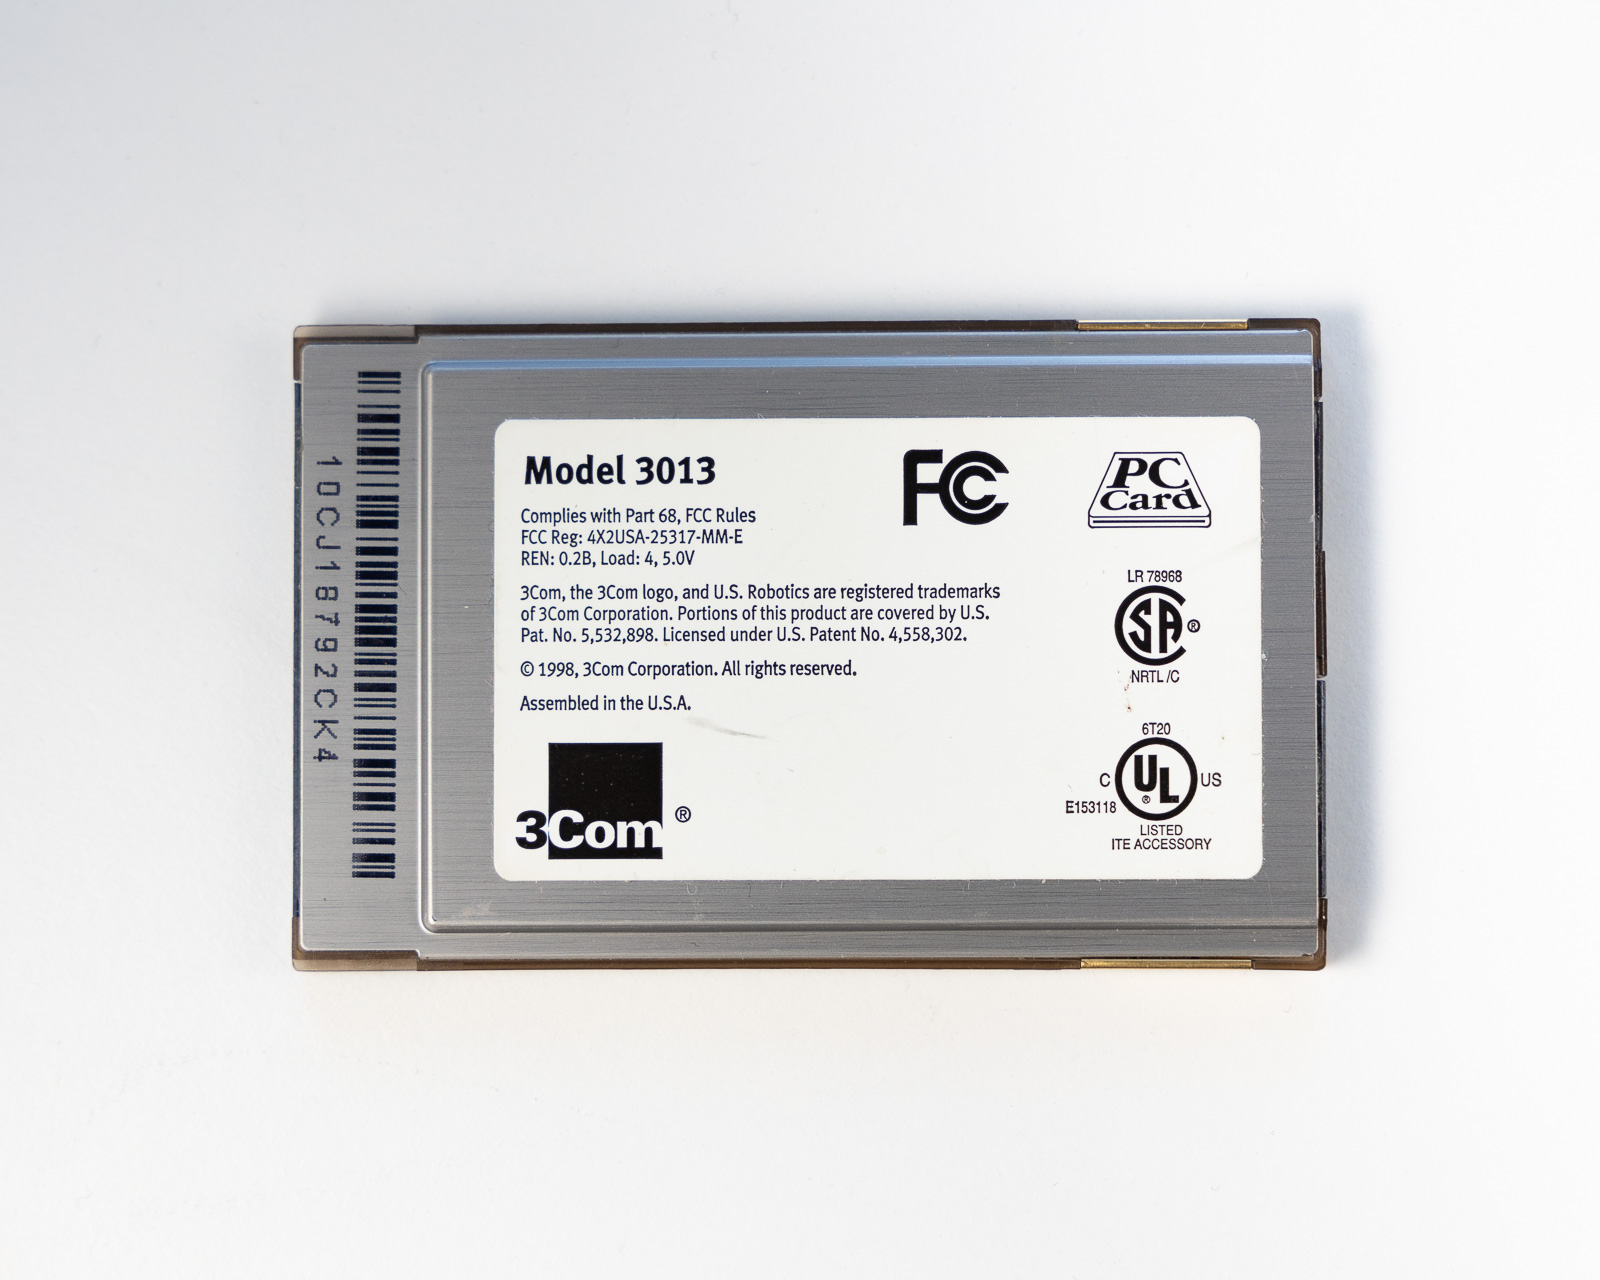 10CJ18792CK4
Model 3013
Complies with Part 68, FCC Rules
FCC Reg: 4X2USA-25317-MM-E
REN: 0.2B, Load: 4, 5.0V
3Com, the 3Com logo, and U.S. Robotics are registered trademarks
of 3Com Corporation. Portions of this product are covered by U.S.
Pat. No. 5,532,898. Licensed under U.S. Patent No. 4,558,302.
© 1998, 3Com Corporation. All rights reserved.
Assembled in the U.S.A.
3Com ®
FCC
PC
Card
LR 78968
SA ®
NRTL /C
6T20
C UL ® US
E153118
LISTED
ITE ACCESSORY